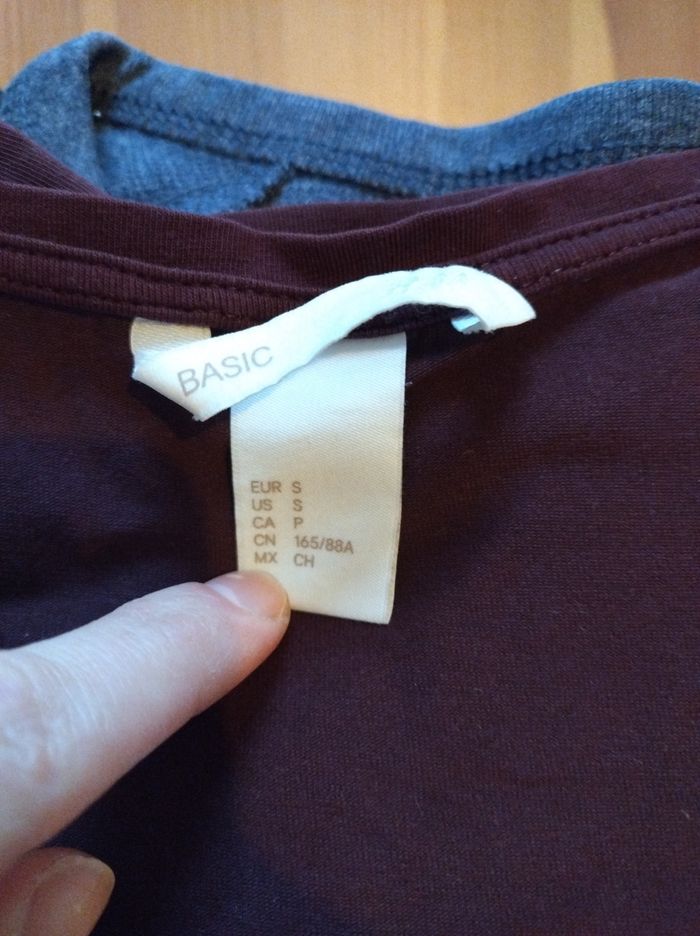 BASIC
EUR S
US S
CA P
CN 165/88A
MX CH